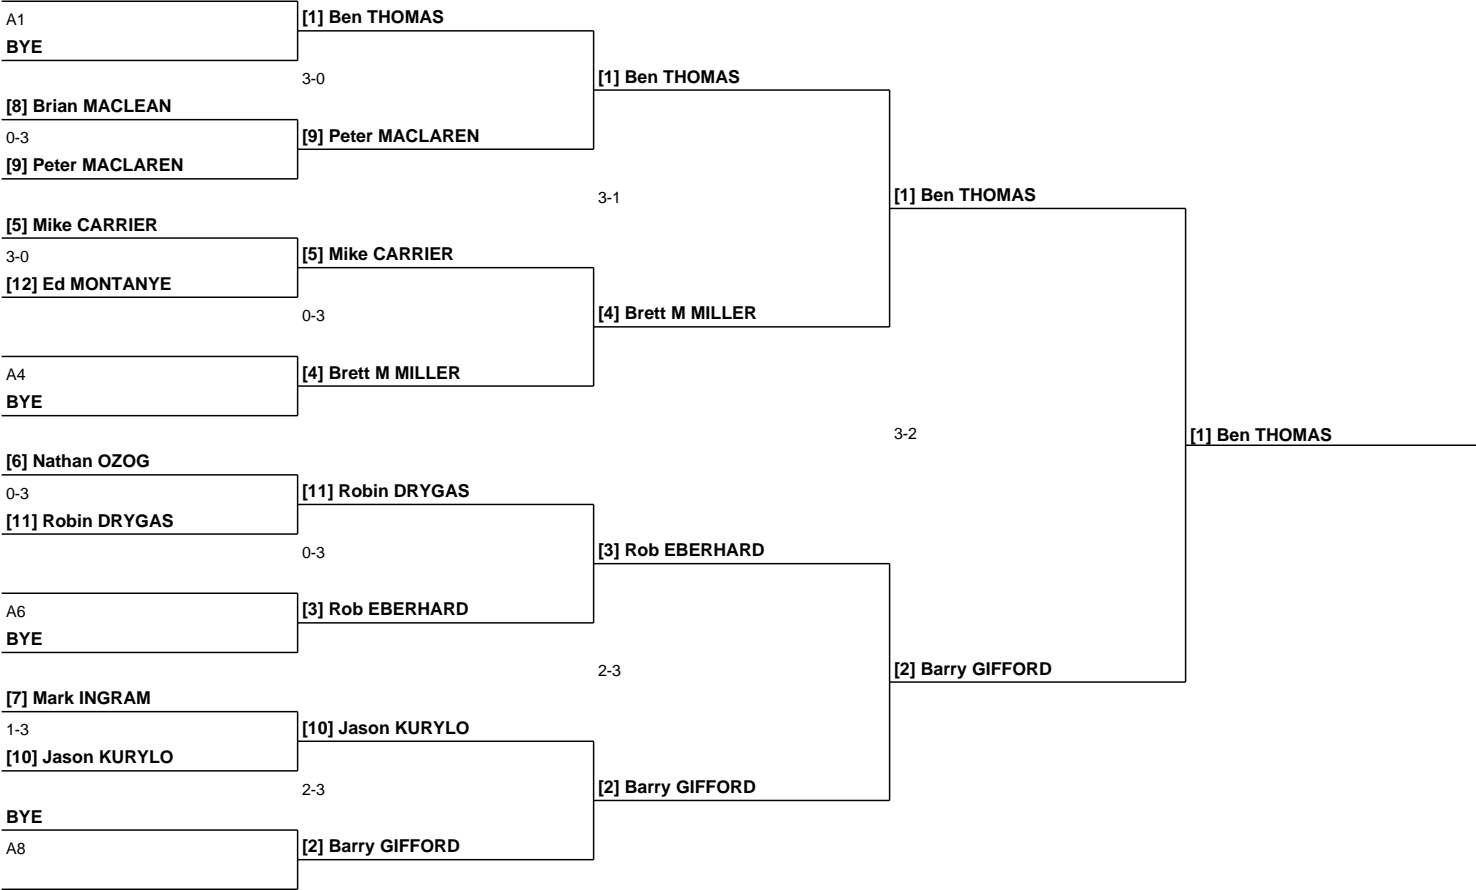 A1
BYE
[1] Ben THOMAS
3-0
[8] Brian MACLEAN
0-3
[9] Peter MACLAREN
[9] Peter MACLAREN
[1] Ben THOMAS
3-1
[5] Mike CARRIER
3-0
[12] Ed MONTANYE
[5] Mike CARRIER
0-3
A4
BYE
[4] Brett M MILLER
[4] Brett M MILLER
[1] Ben THOMAS
3-2
[6] Nathan OZOG
0-3
[11] Robin DRYGAS
[11] Robin DRYGAS
0-3
A6
BYE
[3] Rob EBERHARD
[3] Rob EBERHARD
2-3
[7] Mark INGRAM
1-3
[10] Jason KURYLO
[10] Jason KURYLO
2-3
BYE
A8
[2] Barry GIFFORD
[2] Barry GIFFORD
[2] Barry GIFFORD
[1] Ben THOMAS